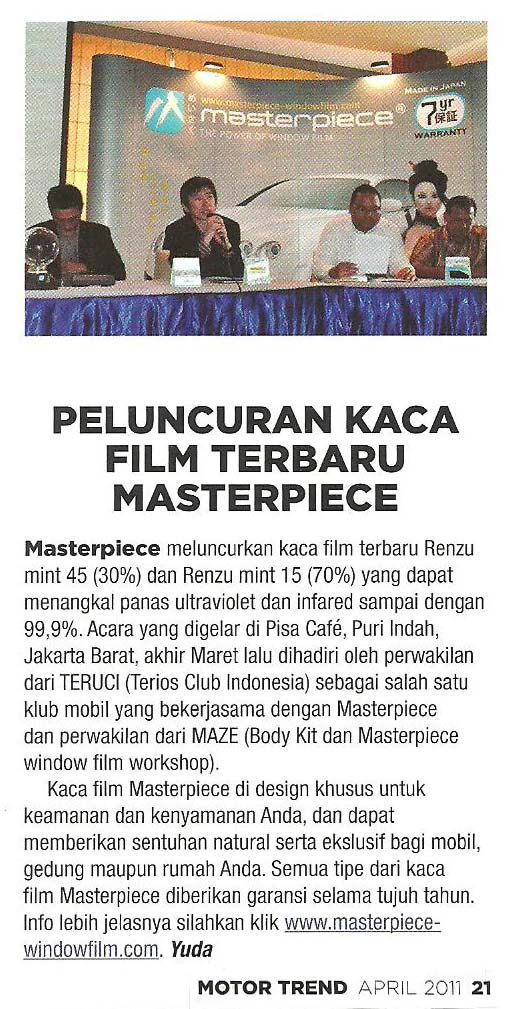 www.masterpiece-windowfilm.com
masterpiece®
THE POWER OF WINDOW FILM
MADE IN JAPAN
7yr
保証
WARRANTY
PELUNCURAN KACA
FILM TERBARU
MASTERPIECE
Masterpiece meluncurkan kaca film terbaru Renzu
mint 45 (30%) dan Renzu mint 15 (70%) yang dapat
menangkal panas ultraviolet dan infared sampai dengan
99,9%. Acara yang digelar di Pisa Café, Puri Indah,
Jakarta Barat, akhir Maret lalu dihadiri oleh perwakilan
dari TERUCI (Terios Club Indonesia) sebagai salah satu
klub mobil yang bekerjasama dengan Masterpiece
dan perwakilan dari MAZE (Body Kit dan Masterpiece
window film workshop).
Kaca film Masterpiece di design khusus untuk
keamanan dan kenyamanan Anda, dan dapat
memberikan sentuhan natural serta ekslusif bagi mobil,
gedung maupun rumah Anda. Semua tipe dari kaca
film Masterpiece diberikan garansi selama tujuh tahun.
Info lebih jelasnya silahkan klik www.masterpiece-
windowfilm.com. Yuda
MOTOR TREND APRIL 2011 21